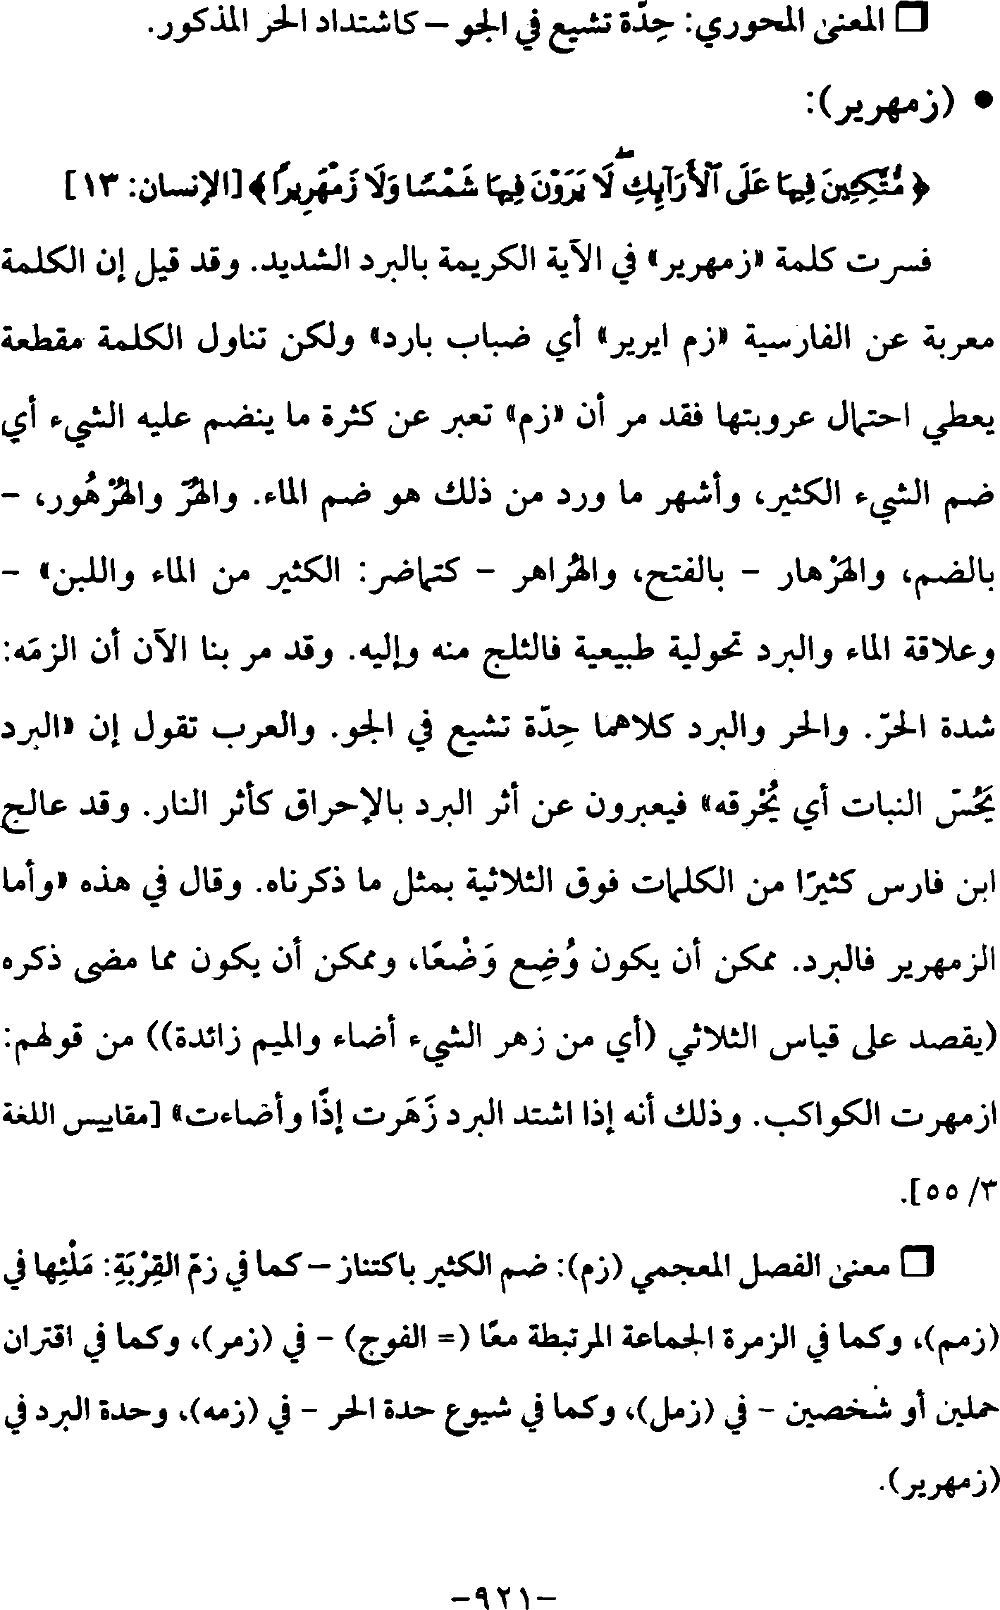 □ المعنى المحوري: حِدّة تشيع في الجو – كاشتداد الحر المذكور.
• (زمهرير):
﴿ مُتَّكِـِٔينَ فِيهَا عَلَى ٱلْأَرَآئِكِ ۖ لَا يَرَوْنَ فِيهَا شَمْسًا وَلَا زَمْهَرِيرًا ﴾ [الإنسان: ١٣]
فسرت كلمة «زمهرير» في الآية الكريمة بالبرد الشديد. وقد قيل إن الكلمة
معربة عن الفارسية «زم ايرير» أي ضباب بارد» ولكن تناول الكلمة مقطعة
يعطي احتمال عروبتها فقد مر أن «زم» تعبر عن كثرة ما ينضم عليه الشيء أي
ضم الشيء الكثير، وأشهر ما ورد من ذلك هو ضم الماء. والهُرّ والهُرْهُور، –
بالضم، والهَرْهار – بالفتح، والهُراهر – كتماضر: الكثير من الماء واللبن» –
وعلاقة الماء والبرد تحولية طبيعية فالثلج منه وإليه. وقد مر بنا الآن أن الزمَه:
شدة الحرّ. والحر والبرد كلاهما حِدّة تشيع في الجو. والعرب تقول إن «البرد
يَحُسّ النبات أي يُحْرقه» فيعبرون عن أثر البرد بالإحراق كأثر النار. وقد عالج
ابن فارس كثيرًا من الكلمات فوق الثلاثية بمثل ما ذكرناه. وقال في هذه «وأما
الزمهرير فالبرد. ممكن أن يكون وُضِع وَضْعًا، وممكن أن يكون مما مضى ذكره
(يقصد على قياس الثلاثي (أي من زهر الشيء أضاء والميم زائدة)) من قولهم:
ازمهرت الكواكب. وذلك أنه إذا اشتد البرد زَهَرت إذًا وأضاءت» [مقاييس اللغة
٣/ ٥٥].
□ معنى الفصل المعجمي (زم): ضم الكثير باكتناز – كما في زمّ القِرْبَةِ: مَلْئِها في
(زمم)، وكما في الزمرة الجماعة المرتبطة معًا (= الفوج) – في (زمر)، وكما في اقتران
حملين أو شخصين – في (زمل)، وكما في شيوع حدة الحر – في (زمه)، وحدة البرد في
(زمهرير).
-٩٢١-